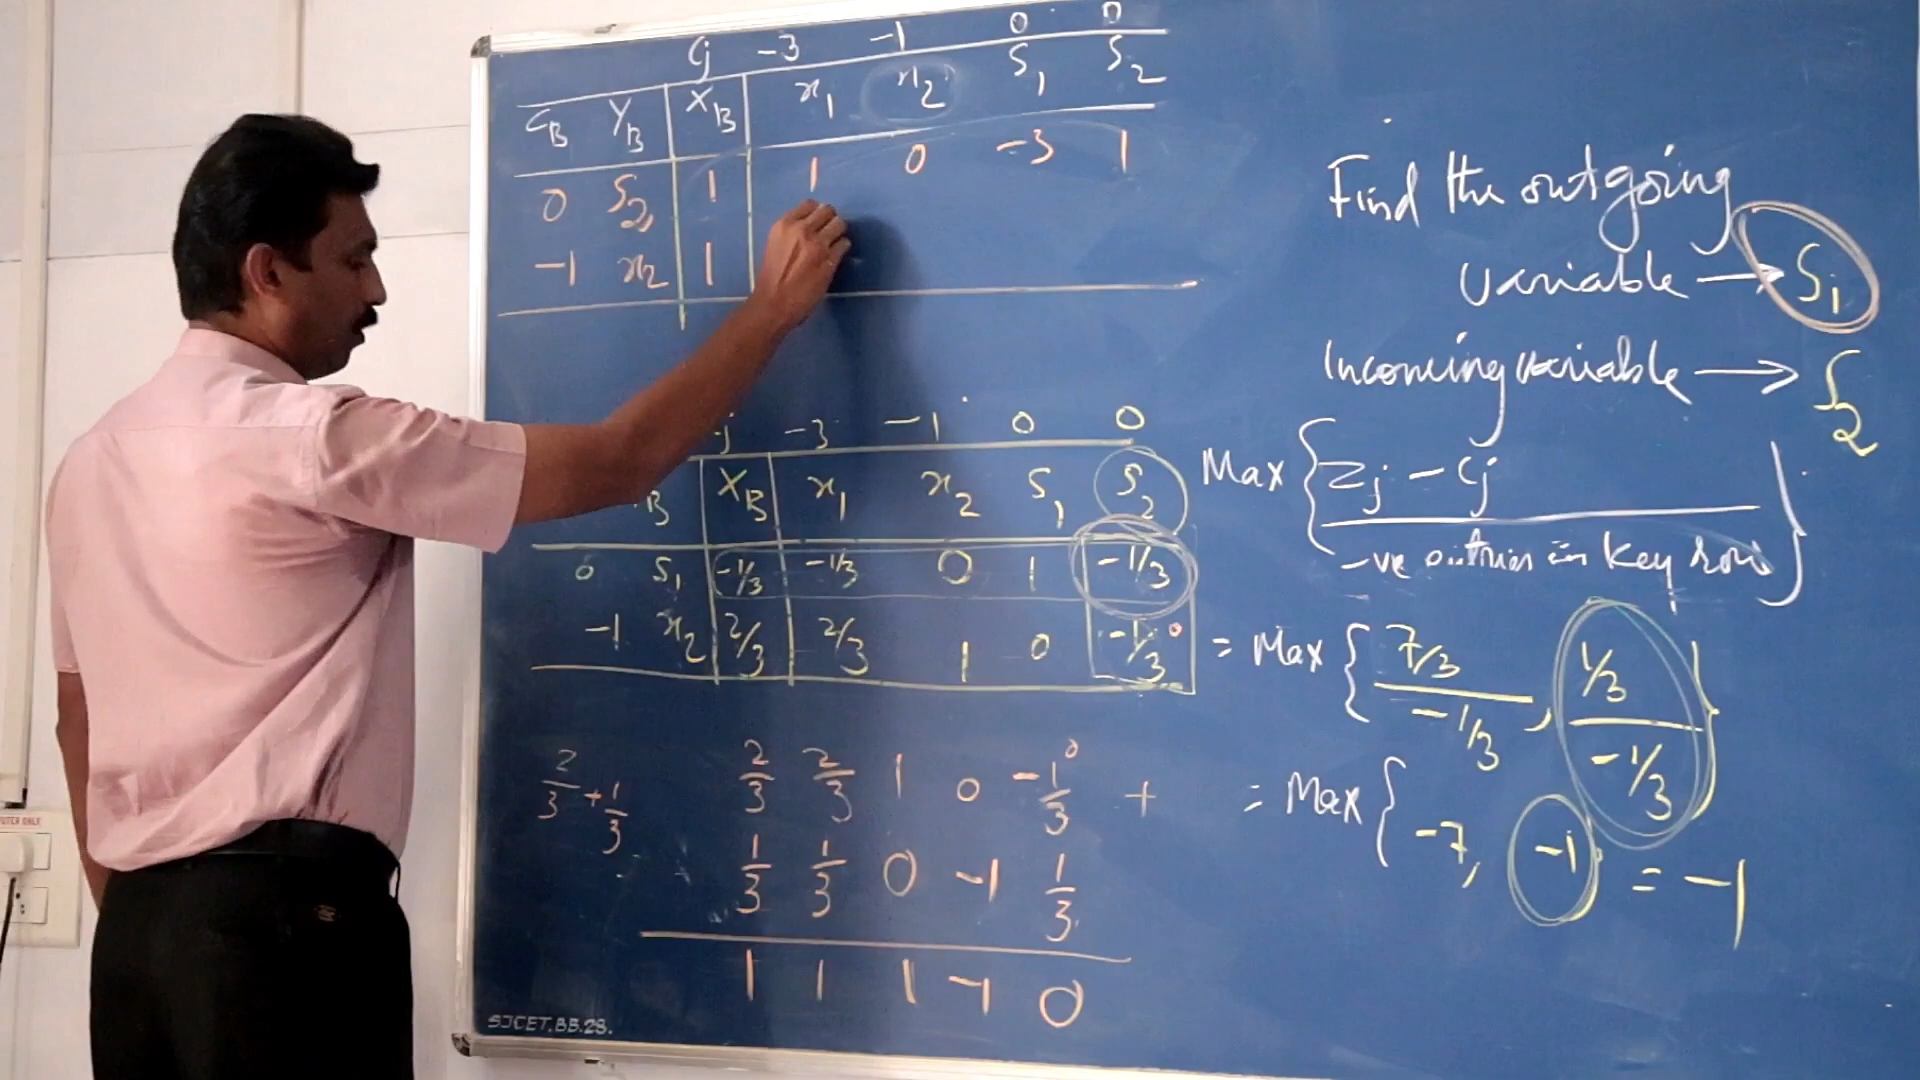 Cj -3 -1 0 0
CB YB XB x1 x2 S1 S2
0 S2 1 1 0 -3 1
-1 x2 1
j -3 -1 0 0
B XB x1 x2 S1 S2
0 S1 -1/3 -1/3 0 1 -1/3
-1 x2 2/3 2/3 1 0 -1/3
2/3 + 1/3
2/3 2/3 1 0 -1/3 +
1/3 1/3 0 -1 1/3
1 1 1 -1 0
SJCET.BB.28.
Find the outgoing
variable → S1
Incoming variable → S2
Max { Zj - Cj
-ve entries in key row }
= Max { 7/3 / -1/3 , 1/3 / -1/3 }
= Max { -7, -1 } = -1